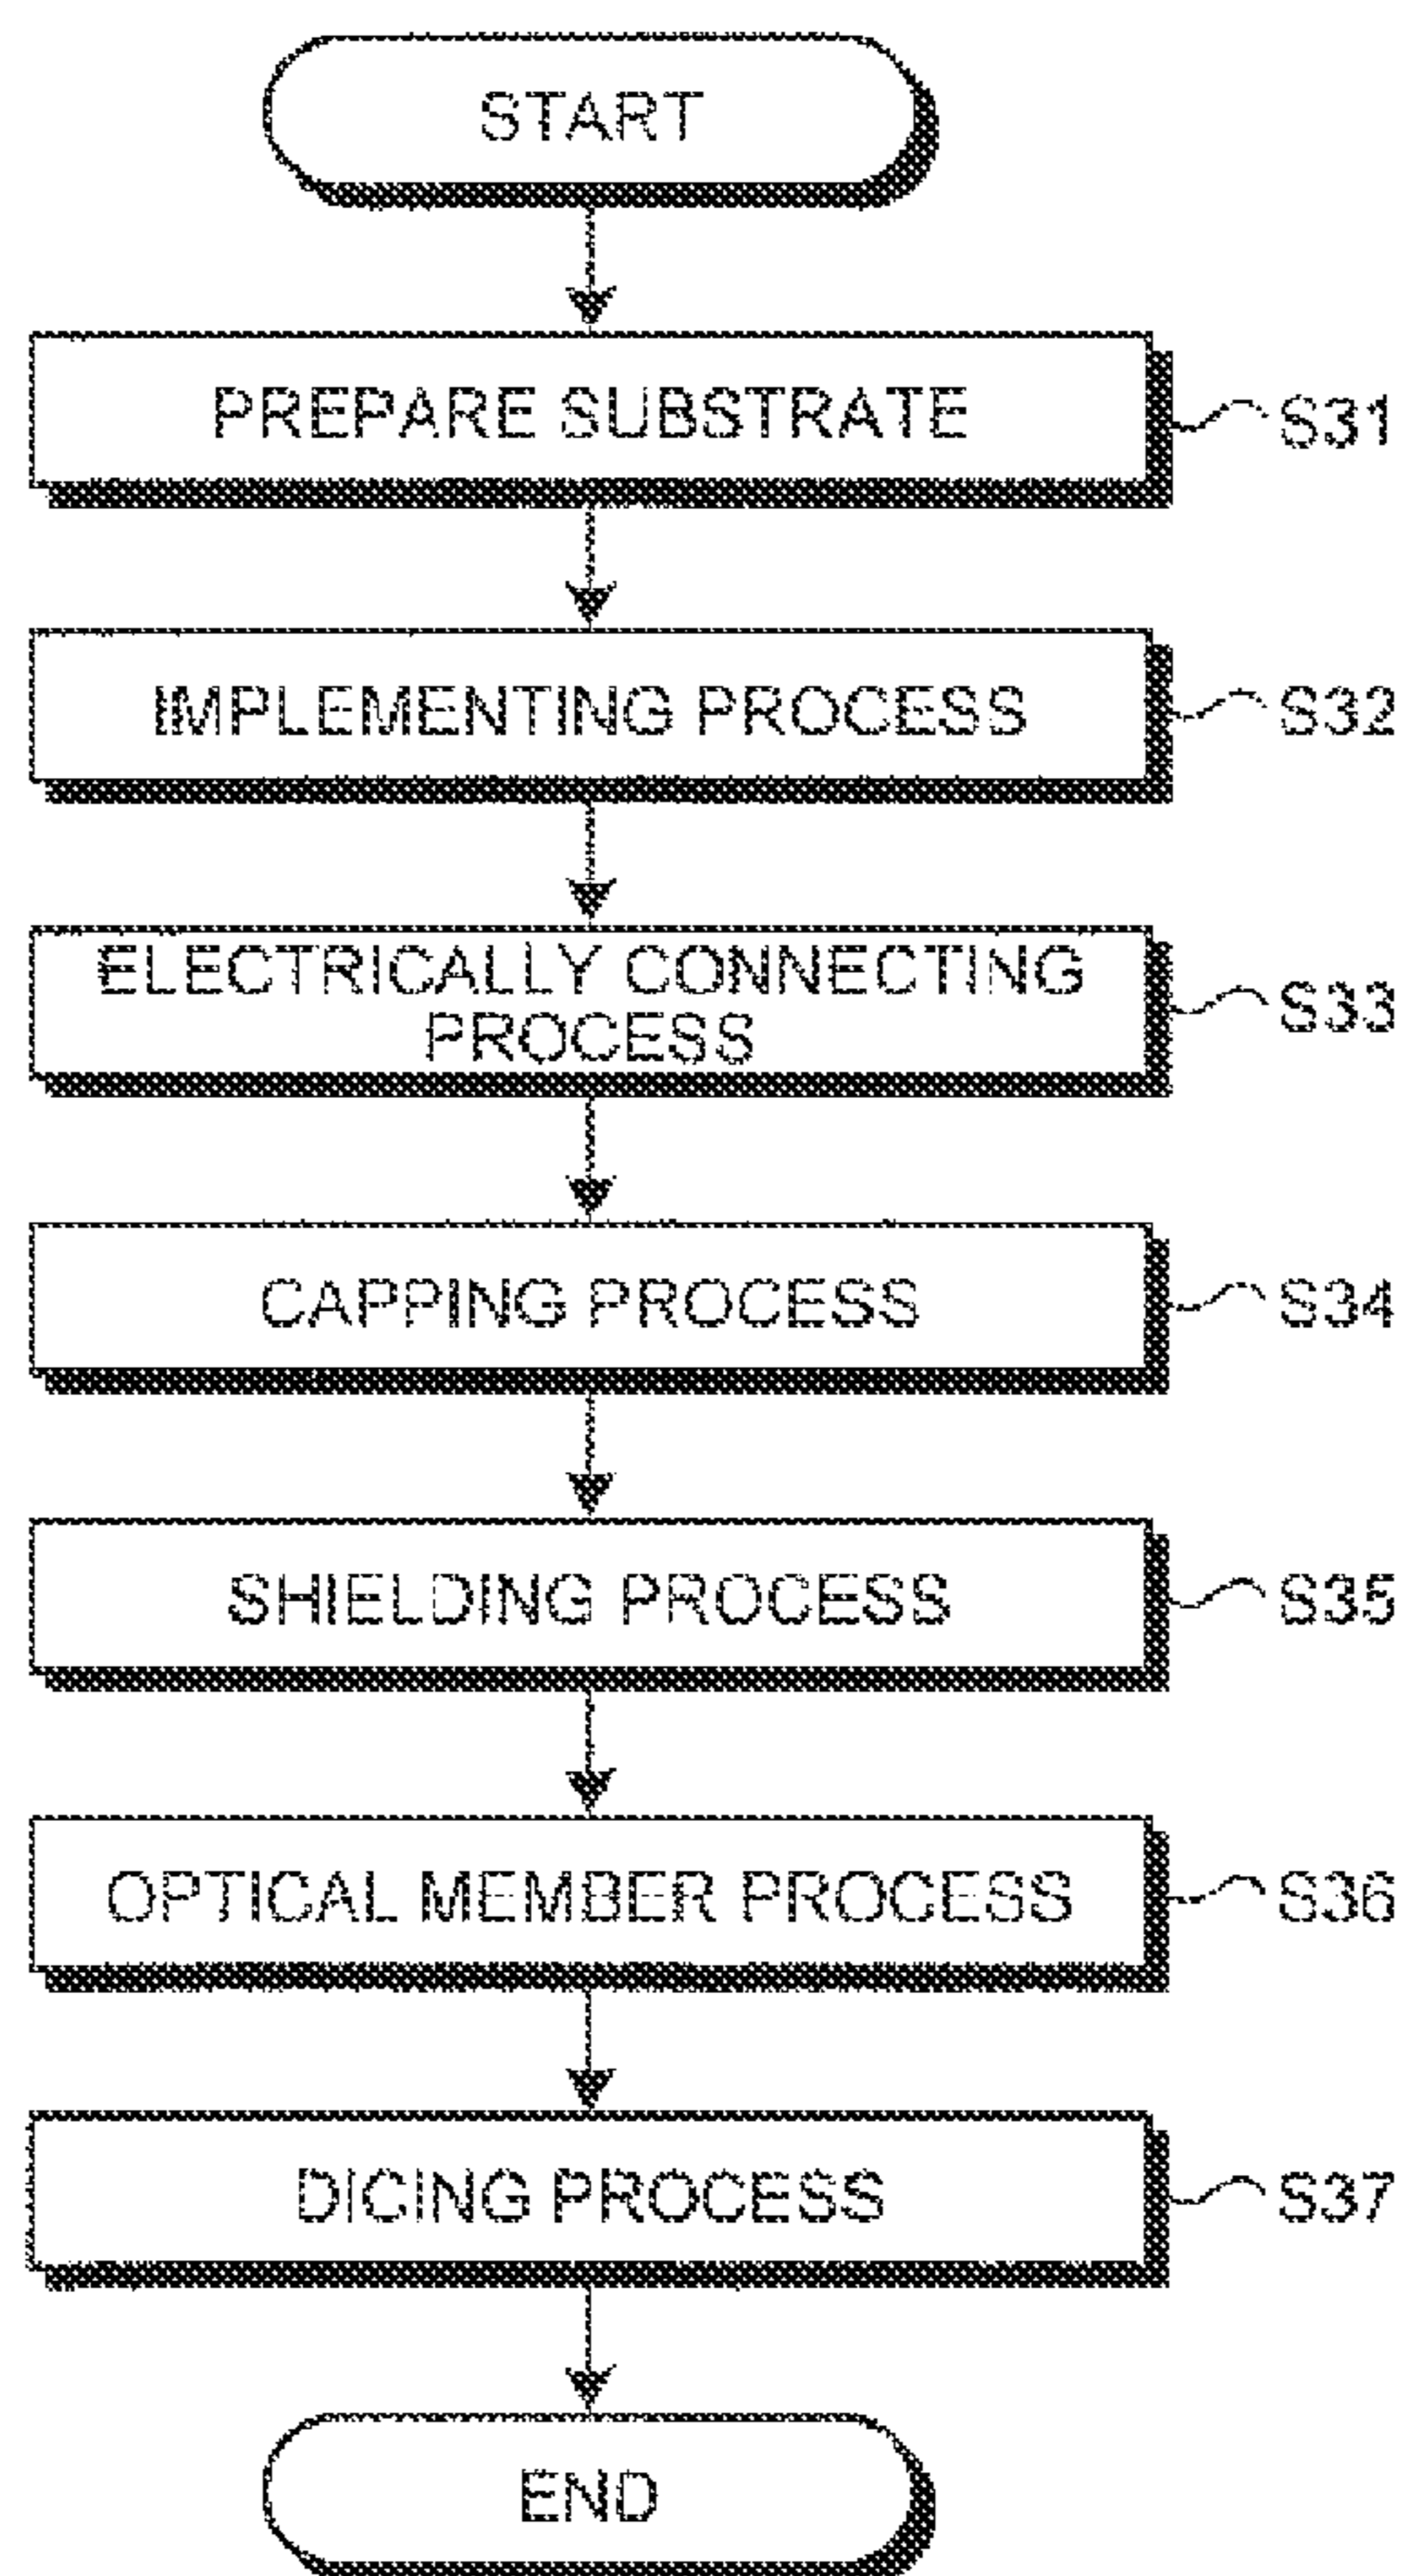 START
PREPARE SUBSTRATE
S31
IMPLEMENTING PROCESS
S32
ELECTRICALLY CONNECTING
PROCESS
S33
CAPPING PROCESS
S34
SHIELDING PROCESS
S35
OPTICAL MEMBER PROCESS
S36
DICING PROCESS
S37
END